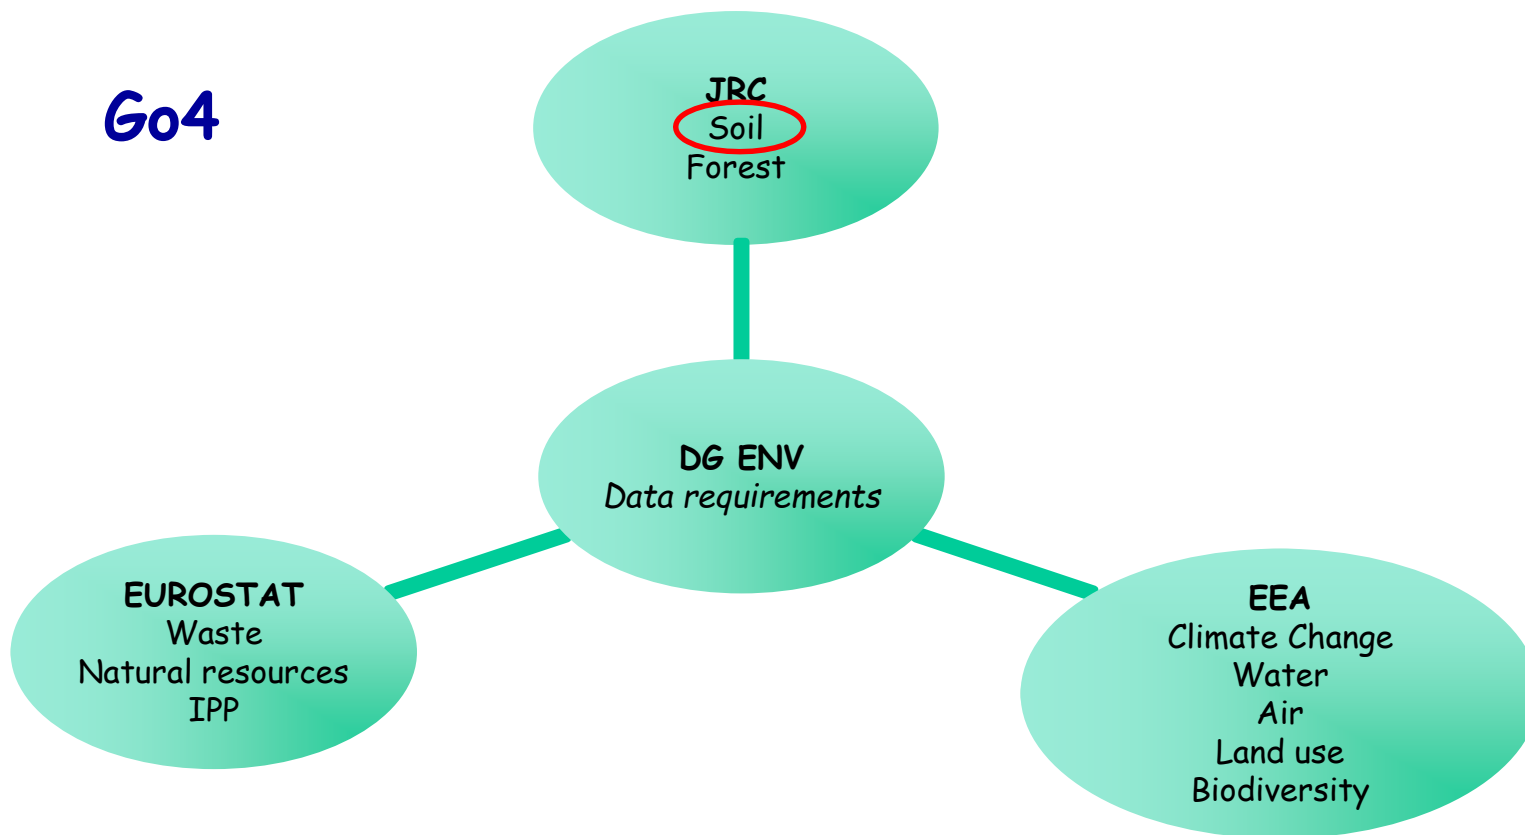 Go4
JRC
Soil
Forest
DG ENV
Data requirements
EUROSTAT
Waste
Natural resources
IPP
EEA
Climate Change
Water
Air
Land use
Biodiversity